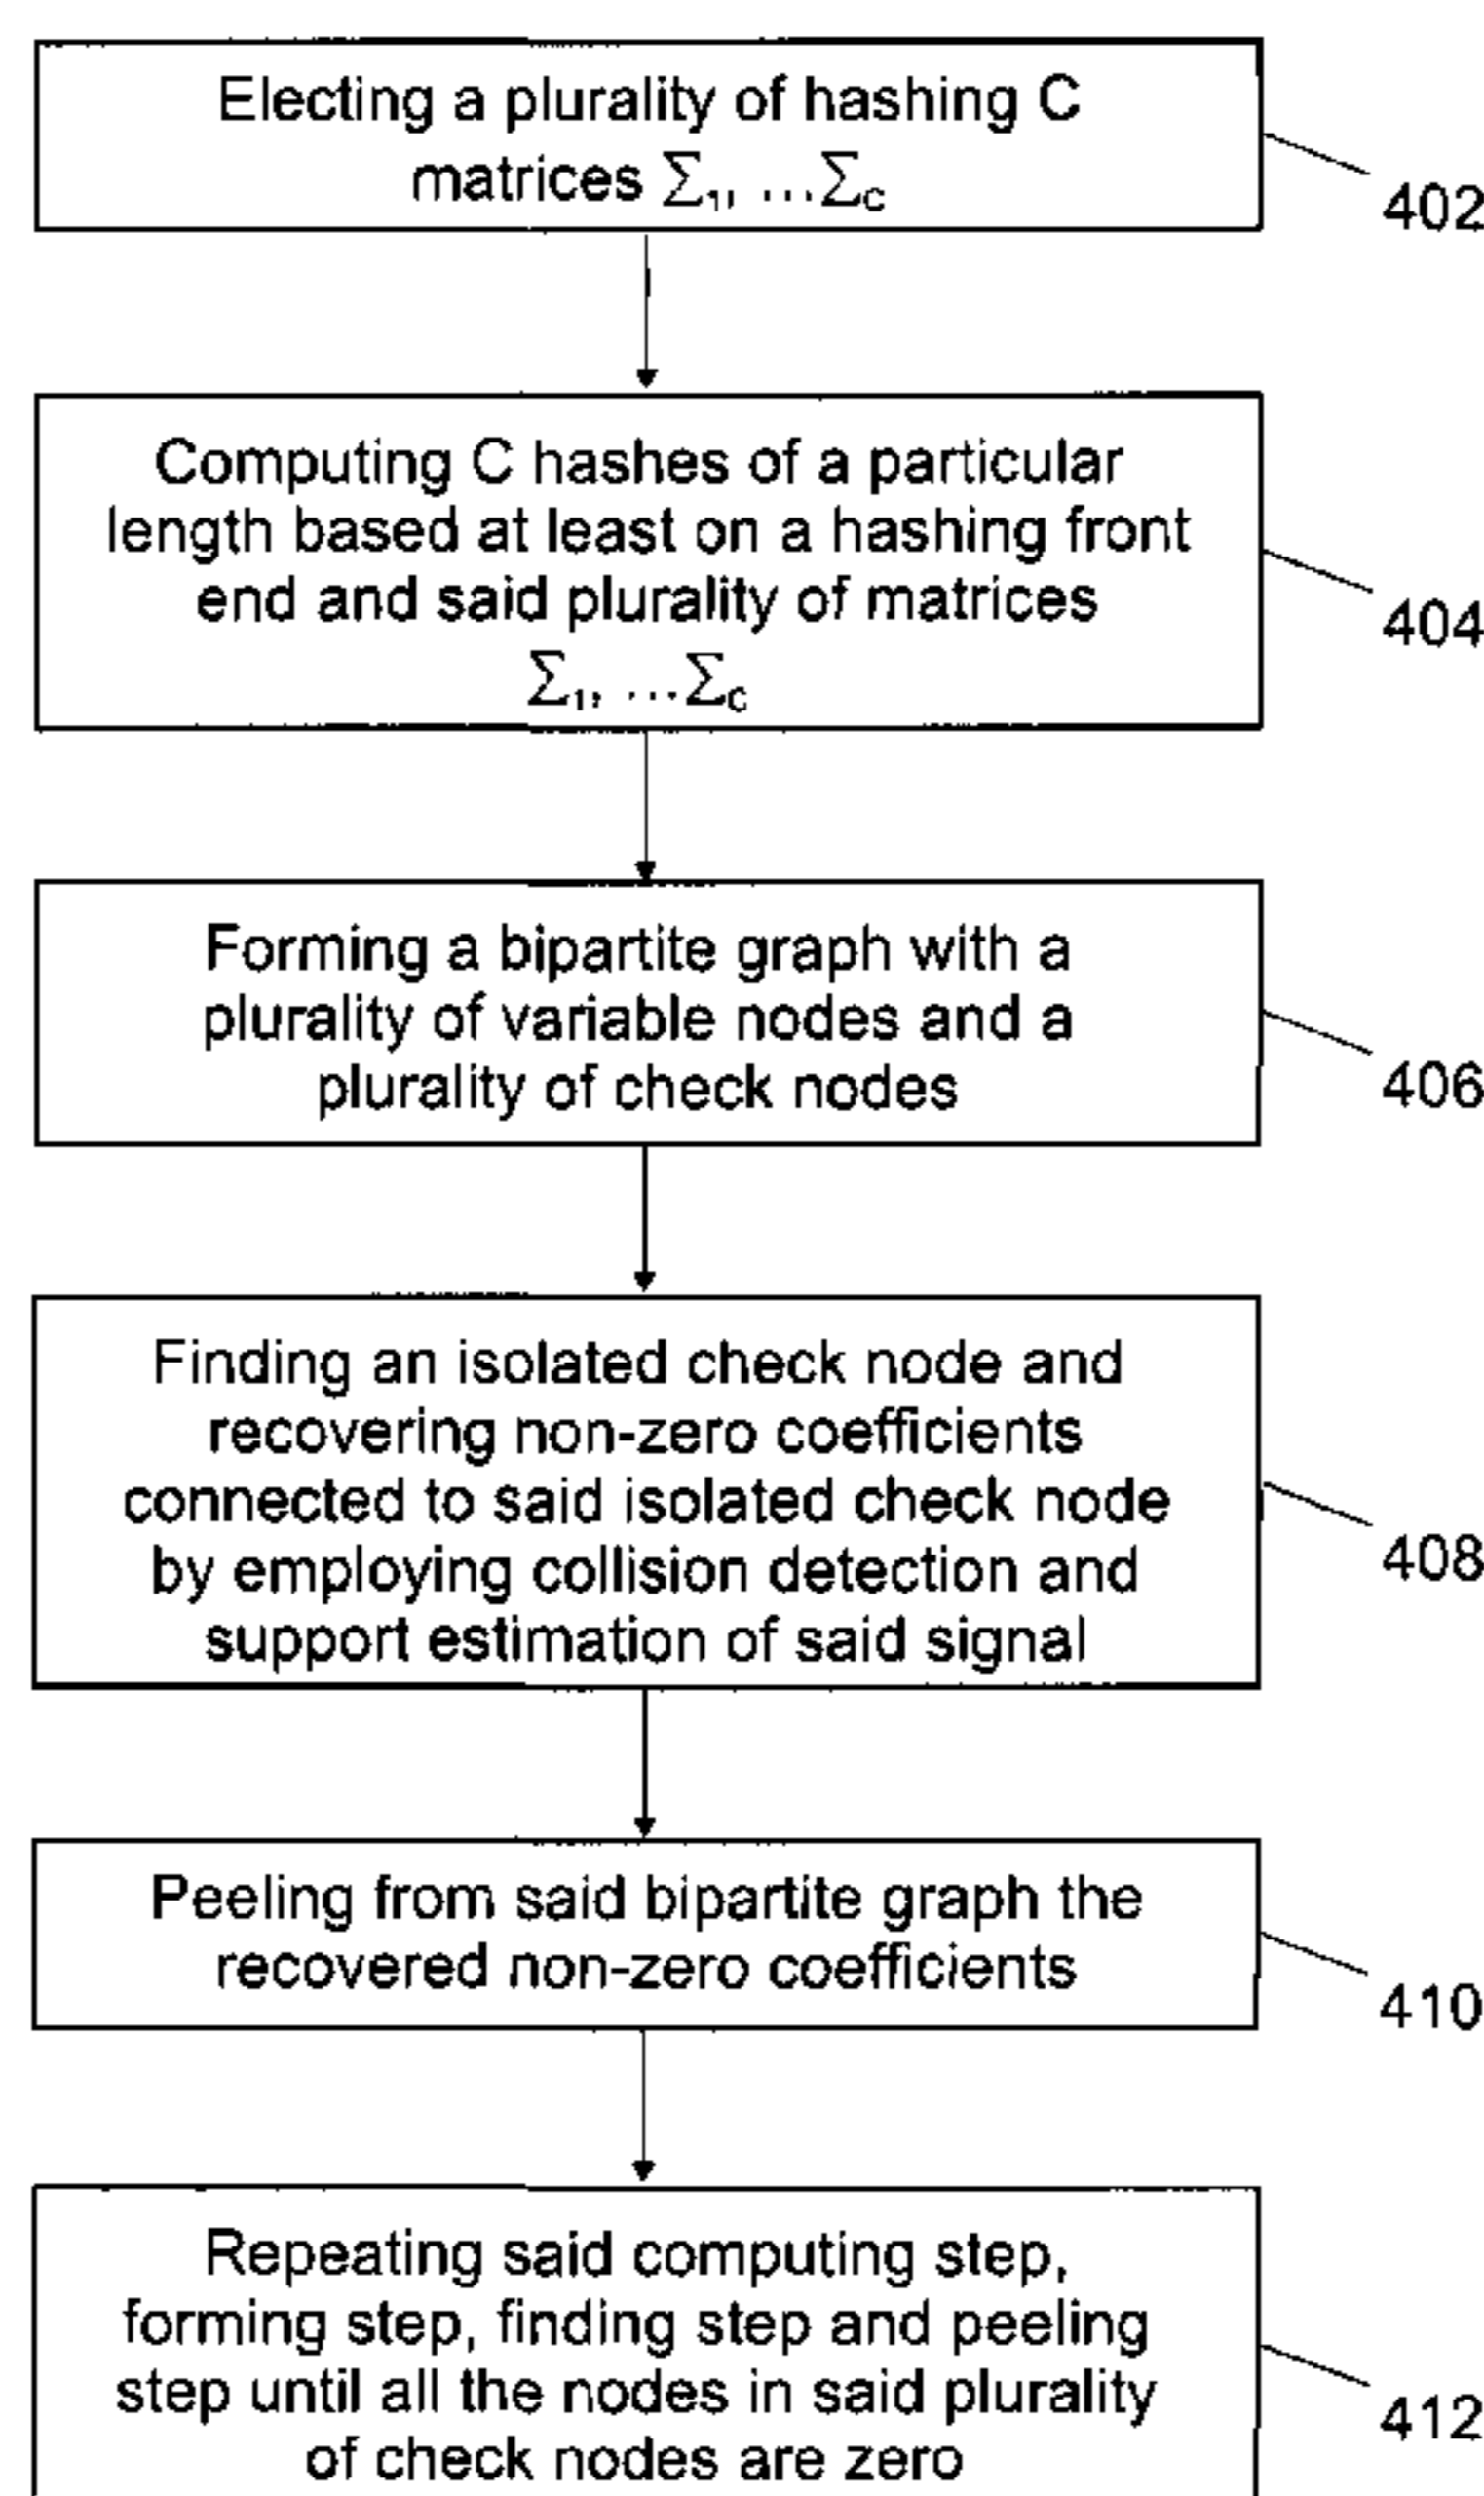 Electing a plurality of hashing C
matrices Σ₁, ...Σ_C
402
Computing C hashes of a particular
length based at least on a hashing front
end and said plurality of matrices
Σ₁, ...Σ_C
404
Forming a bipartite graph with a
plurality of variable nodes and a
plurality of check nodes
406
Finding an isolated check node and
recovering non-zero coefficients
connected to said isolated check node
by employing collision detection and
support estimation of said signal
408
Peeling from said bipartite graph the
recovered non-zero coefficients
410
Repeating said computing step,
forming step, finding step and peeling
step until all the nodes in said plurality
of check nodes are zero
412